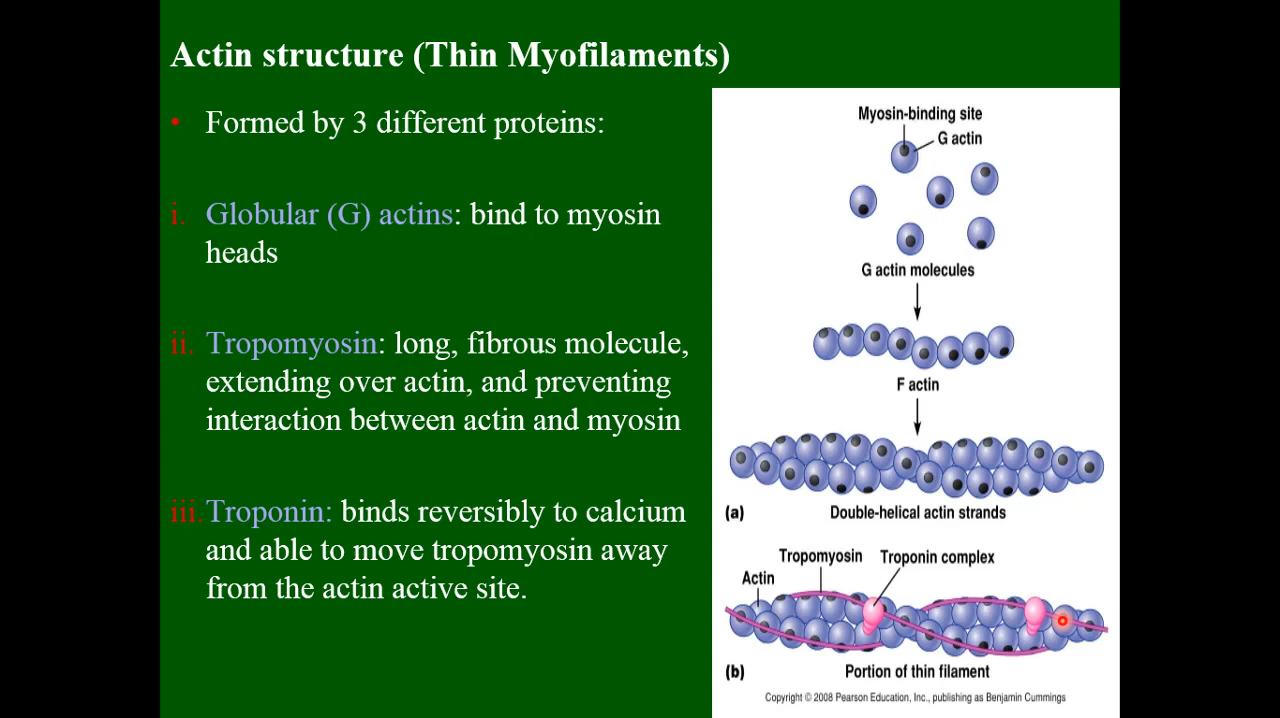 Actin structure (Thin Myofilaments)
• Formed by 3 different proteins:
i. Globular (G) actins: bind to myosin
heads
ii. Tropomyosin: long, fibrous molecule,
extending over actin, and preventing
interaction between actin and myosin
iii. Troponin: binds reversibly to calcium
and able to move tropomyosin away
from the actin active site.
Myosin-binding site
G actin
G actin molecules
F actin
(a)
Double-helical actin strands
Tropomyosin
Troponin complex
Actin
(b)
Portion of thin filament
Copyright © 2008 Pearson Education, Inc., publishing as Benjamin Cummings